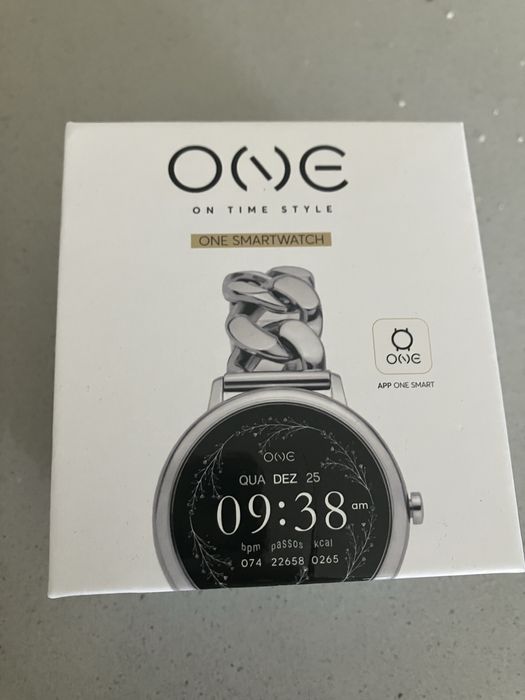 ONE
ON TIME STYLE
ONE SMARTWATCH
ONE
APP ONE SMART
ONE
QUA DEZ 25
09:38 am
bpm passos kcal
074 22658 0265